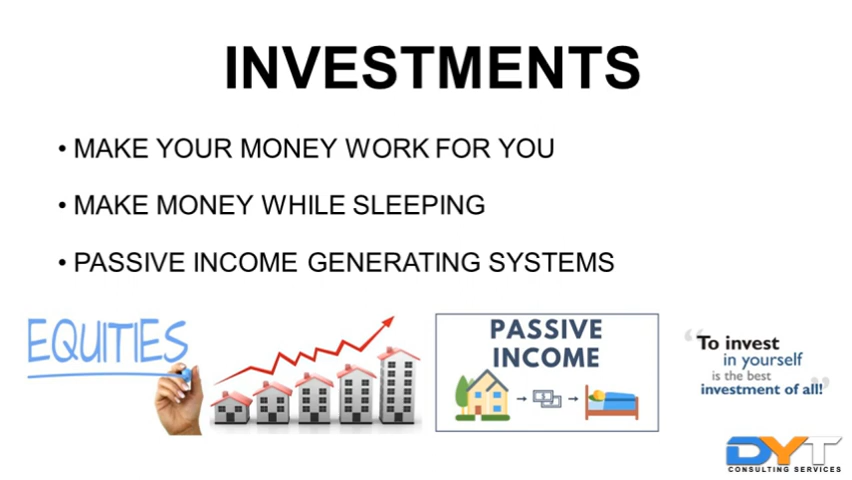 INVESTMENTS
• MAKE YOUR MONEY WORK FOR YOU
• MAKE MONEY WHILE SLEEPING
• PASSIVE INCOME GENERATING SYSTEMS
EQUITIES
PASSIVE
INCOME
“To invest
in yourself
is the best
investment of all!”
DYT
CONSULTING SERVICES